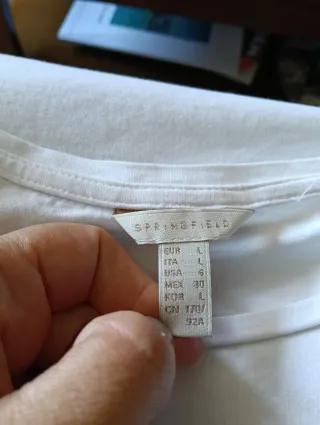 SPRINGFIELD
EUR L
ITA L
USA 6
MEX 30
KOR L
CN 170/
92A